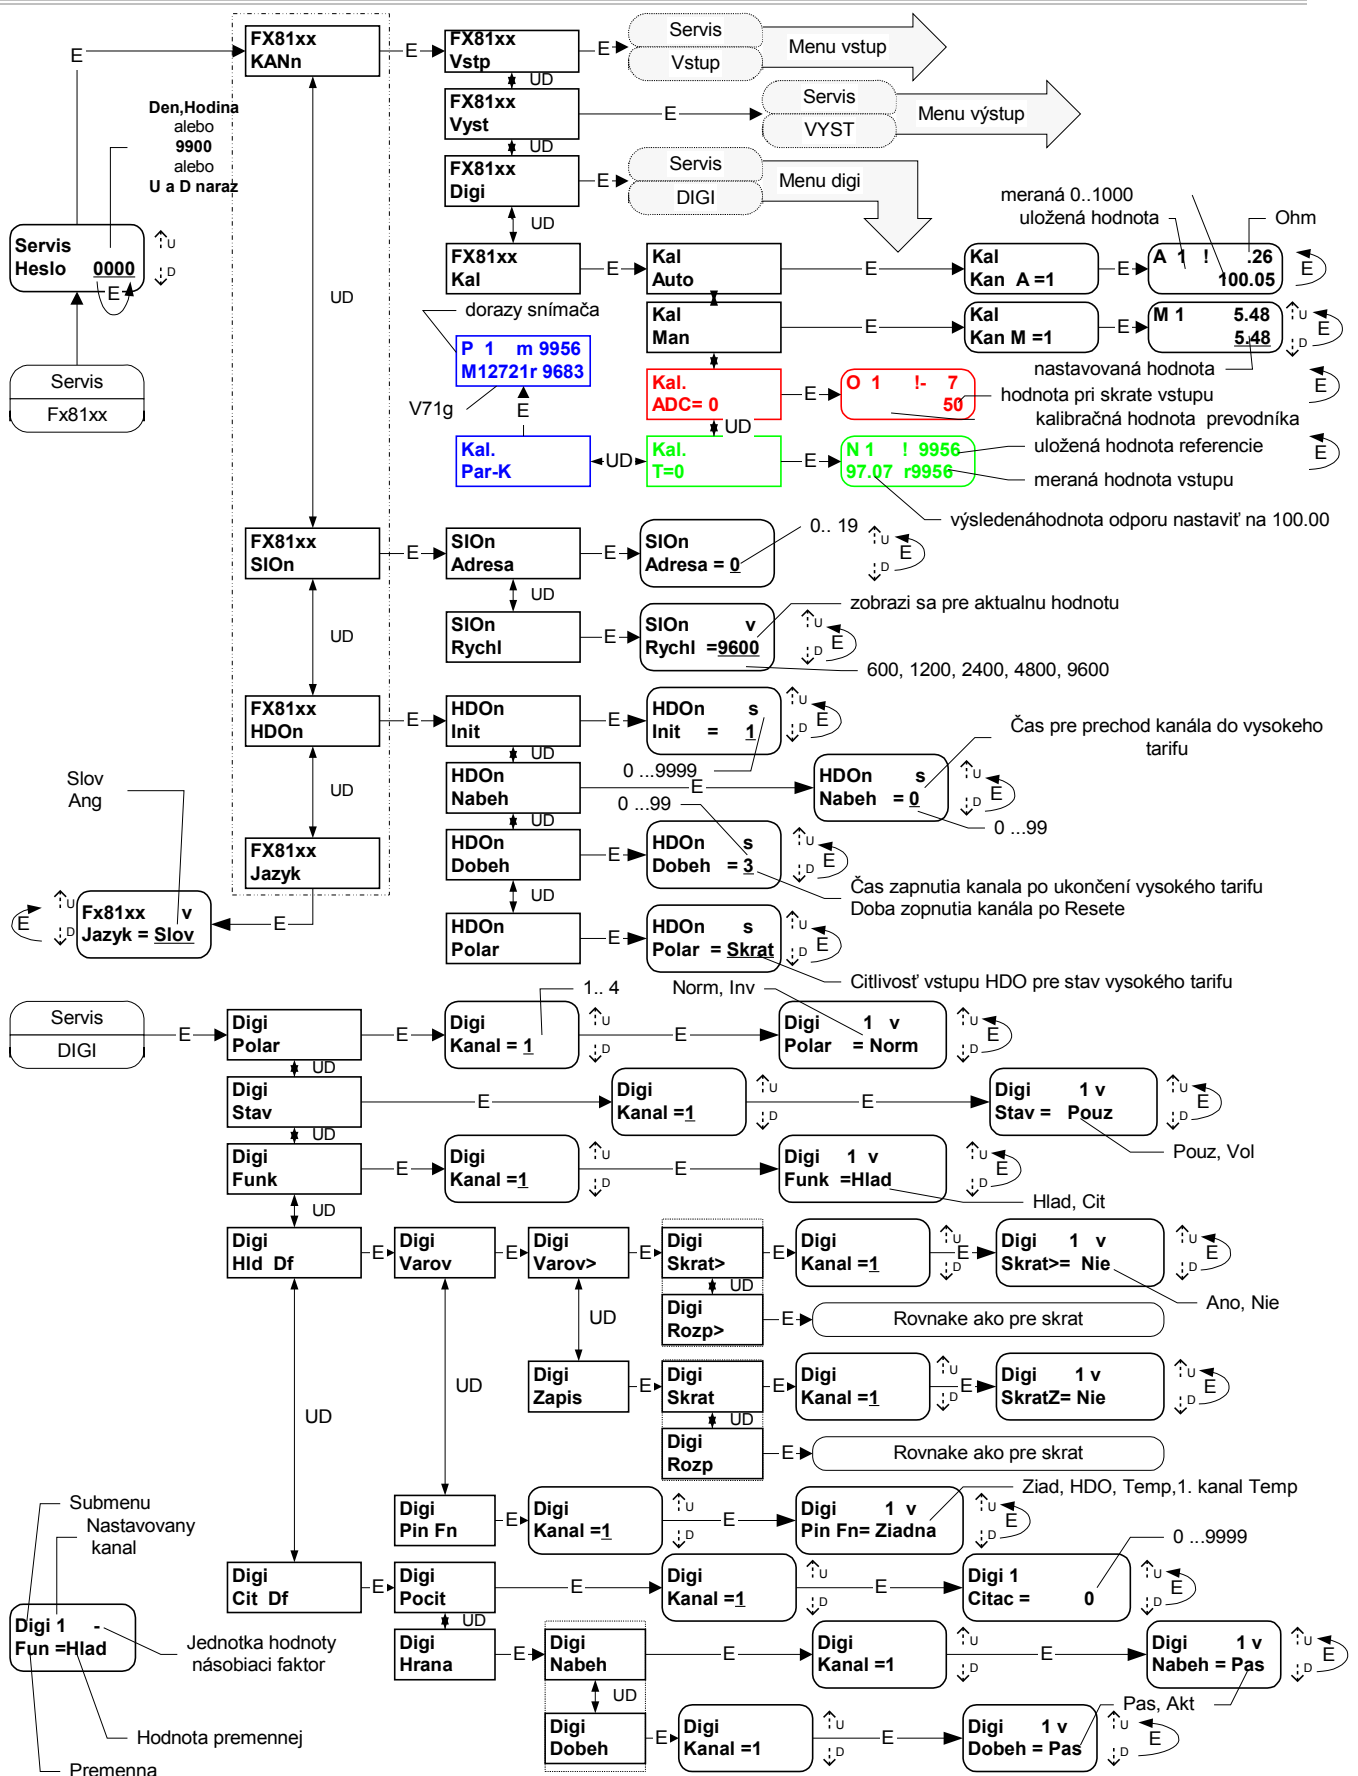 E
FX81xx
KANn
E
FX81xx
Vstp
E
Servis
Vstup
Menu vstup
UD
Den,Hodina
alebo
9900
alebo
U a D naraz
FX81xx
Vyst
E
Servis
VYST
Menu výstup
UD
FX81xx
Digi
E
Servis
DIGI
Menu digi
UD
meraná 0..1000
uložená hodnota
Ohm
Servis
Heslo 0000
E
U
D
FX81xx
Kal
E
Kal
Auto
E
Kal
Kan A =1
E
A 1 ! .26
100.05
E
UD
dorazy snímača
Kal
Man
E
Kal
Kan M =1
E
M 1 5.48
5.48
U
D
E
P 1 m 9956
M12721r 9683
nastavovaná hodnota
Servis
Fx81xx
V71g
E
Kal.
ADC= 0
E
O 1 !- 7
50
hodnota pri skrate vstupu
kalibračná hodnota prevodníka
E
UD
Kal.
Par-K
UD
Kal.
T=0
E
N 1 ! 9956
97.07 r9956
uložená hodnota referencie
meraná hodnota vstupu
E
výsledenáhodnota odporu nastaviť na 100.00
FX81xx
SIOn
E
SIOn
Adresa
E
SIOn
Adresa = 0
0.. 19
U
D
E
UD
zobrazi sa pre aktualnu hodnotu
UD
SIOn
Rychl
E
SIOn v
Rychl =9600
U
D
E
600, 1200, 2400, 4800, 9600
FX81xx
HDOn
E
HDOn
Init
E
HDOn s
Init = 1
U
D
E
UD
0 ...9999
Čas pre prechod kanála do vysokeho
tarifu
Slov
Ang
UD
HDOn
Nabeh
E
HDOn s
Nabeh = 0
U
D
E
0 ...99
UD
0 ...99
FX81xx
Jazyk
HDOn
Dobeh
E
HDOn s
Dobeh = 3
U
D
E
Čas zapnutia kanala po ukončení vysokého tarifu
Doba zopnutia kanála po Resete
UD
E
U
D
Fx81xx v
Jazyk = Slov
E
HDOn
Polar
E
HDOn s
Polar = Skrat
U
D
E
Citlivosť vstupu HDO pre stav vysokého tarifu
Servis
DIGI
E
Digi
Polar
E
1.. 4
Digi
Kanal = 1
U
D
E
Norm, Inv
Digi 1 v
Polar = Norm
U
D
E
UD
Digi
Stav
E
Digi
Kanal =1
U
D
E
Digi 1 v
Stav = Pouz
U
D
E
Pouz, Vol
UD
Digi
Funk
E
Digi
Kanal =1
U
D
E
Digi 1 v
Funk =Hlad
U
D
E
Hlad, Cit
UD
Digi
Hld Df
E
Digi
Varov
E
Digi
Varov>
E
Digi
Skrat>
E
Digi
Kanal =1
U
D
E
Digi 1 v
Skrat>= Nie
U
D
E
Ano, Nie
UD
UD
Digi
Rozp>
E
Rovnake ako pre skrat
UD
Digi
Zapis
E
Digi
Skrat
E
Digi
Kanal =1
U
D
E
Digi 1 v
SkratZ= Nie
U
D
E
UD
UD
Digi
Rozp
E
Rovnake ako pre skrat
Ziad, HDO, Temp,1. kanal Temp
Digi
Pin Fn
E
Digi
Kanal =1
U
D
E
Digi 1 v
Pin Fn= Ziadna
U
D
E
Submenu
Nastavovany
kanal
0 ...9999
Digi
Cit Df
E
Digi
Pocit
E
Digi
Kanal =1
U
D
E
Digi 1
Citac = 0
U
D
E
UD
Digi 1 -
Fun =Hlad
Jednotka hodnoty
násobiaci faktor
Digi
Hrana
E
Digi
Nabeh
E
Digi
Kanal =1
U
D
E
Digi 1 v
Nabeh = Pas
U
D
E
UD
Pas, Akt
Hodnota premennej
Digi
Dobeh
E
Digi
Kanal =1
U
D
E
Digi 1 v
Dobeh = Pas
U
D
E
Premenna